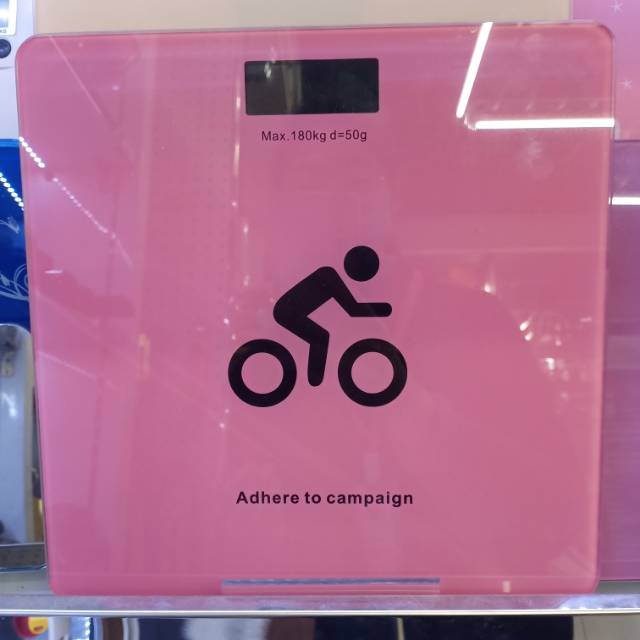 Max.180kg d=50g
Adhere to campaign